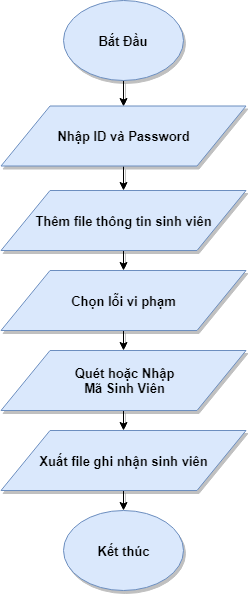 Bắt Đầu
Nhập ID và Password
Thêm file thông tin sinh viên
Chọn lỗi vi phạm
Quét hoặc Nhập
Mã Sinh Viên
Xuất file ghi nhận sinh viên
Kết thúc